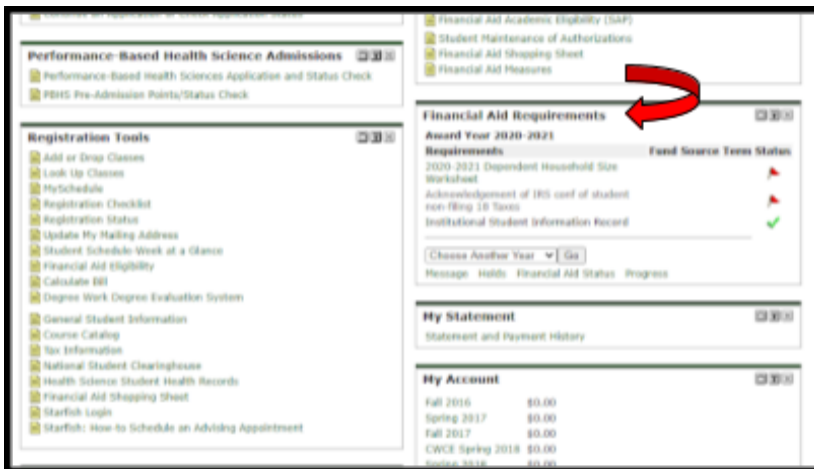 Performance-Based Health Science Admissions
Performance-Based Health Sciences Application and Status Check
PBHS Pre-Admission Points/Status Check
Registration Tools
Add or Drop Classes
Look Up Classes
MySchedule
Registration Checklist
Registration Status
Update My Mailing Address
Student Schedule-Week at a Glance
Financial Aid Eligibility
Calculate Bill
Degree Work Degree Evaluation System
General Student Information
Course Catalog
Tax Information
National Student Clearinghouse
Health Science Student Health Records
Financial Aid Shopping Sheet
Starfish Login
Starfish: How-to Schedule an Advising Appointment
Financial Aid Academic Eligibility (SAP)
Student Maintenance of Authorizations
Financial Aid Shopping Sheet
Financial Aid Measures
Financial Aid Requirements
Award Year 2020-2021
Requirements Fund Source Term Status
2020-2021 Dependent Household Size
Worksheet
Acknowledgement of IRS conf of student
non filing 18 Taxes
Institutional Student Information Record
Choose Another Year Go
Message Holds Financial Aid Status Progress
My Statement
Statement and Payment History
My Account
Fall 2016 $0.00
Spring 2017 $0.00
Fall 2017 $0.00
CWCE Spring 2018 $0.00
Spring 2018 $0.00